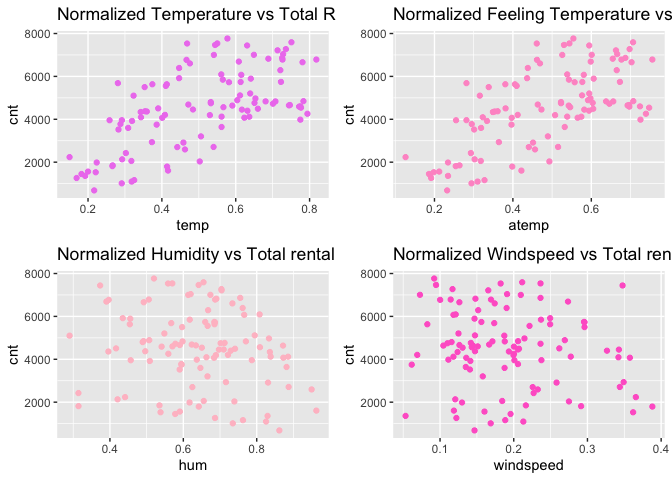 Normalized Temperature vs Total R
8000
6000
4000
2000
cnt
0.2 0.4 0.6 0.8
temp
Normalized Feeling Temperature vs
8000
6000
4000
2000
cnt
0.2 0.4 0.6
atemp
Normalized Humidity vs Total rental
8000
6000
4000
2000
cnt
0.4 0.6 0.8
hum
Normalized Windspeed vs Total ren
8000
6000
4000
2000
cnt
0.1 0.2 0.3 0.4
windspeed